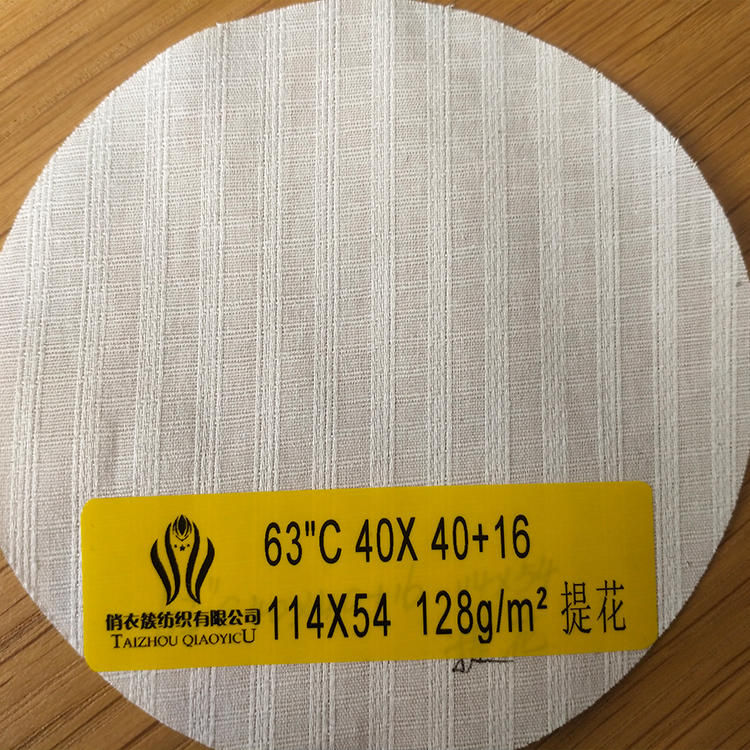 63"C 40X 40+16
114X54 128g/m² 提花
俏衣簇纺织有限公司
TAIZHOU QIAOYICU